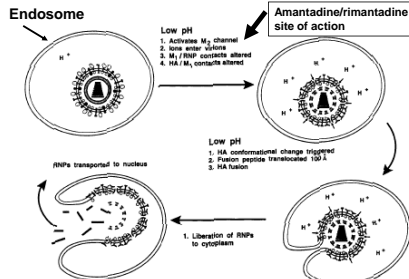 Endosome
Amantadine/rimantadine
site of action
Low pH
1. Activates M2 channel
2. Ions enter virions
3. M1/RNP contacts altered
4. HA/M1 contacts altered
H+
H+
H+
H+
H+
H+
Low pH
1. HA conformational change triggered
2. Fusion peptide translocated 100 Å
3. HA fusion
RNPs transported to nucleus
1. Liberation of RNPs
to cytoplasm
H+
H+
H+
H+